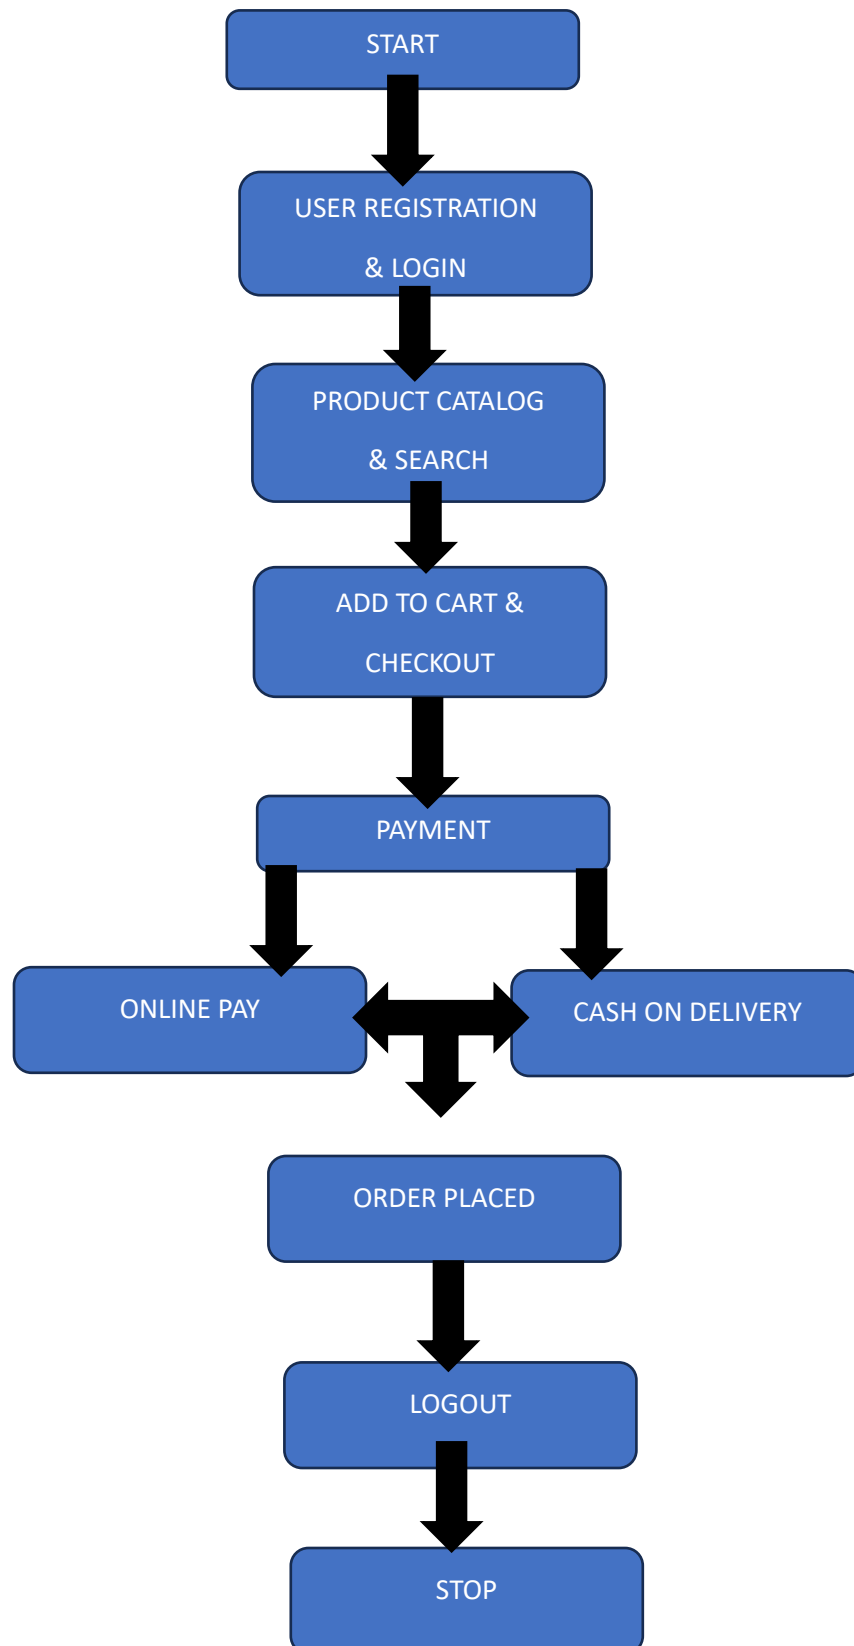 START
USER REGISTRATION
& LOGIN
PRODUCT CATALOG
& SEARCH
ADD TO CART &
CHECKOUT
PAYMENT
ONLINE PAY
CASH ON DELIVERY
ORDER PLACED
LOGOUT
STOP